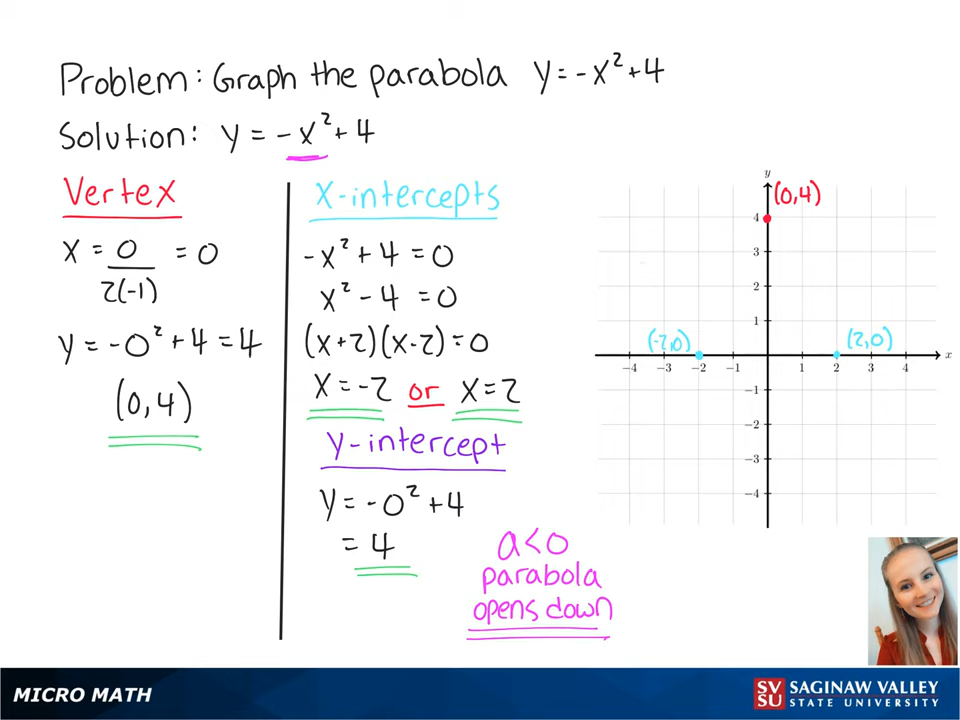 Problem: Graph the parabola y = -x² + 4
Solution: y = -x² + 4
Vertex
x = 0 / 2(-1) = 0
y = -0² + 4 = 4
(0,4)
x-intercepts
-x² + 4 = 0
x² - 4 = 0
(x+2)(x-2) = 0
x = -2 or x = 2
y-intercept
y = -0² + 4
= 4
a < 0
parabola
opens down
y
(0,4)
4
3
2
1
(-2,0) (2,0)
x
-4 -3 -2 -1 1 2 3 4
-1
-2
-3
-4
MICRO MATH
SV SU
SAGINAW VALLEY
STATE UNIVERSITY